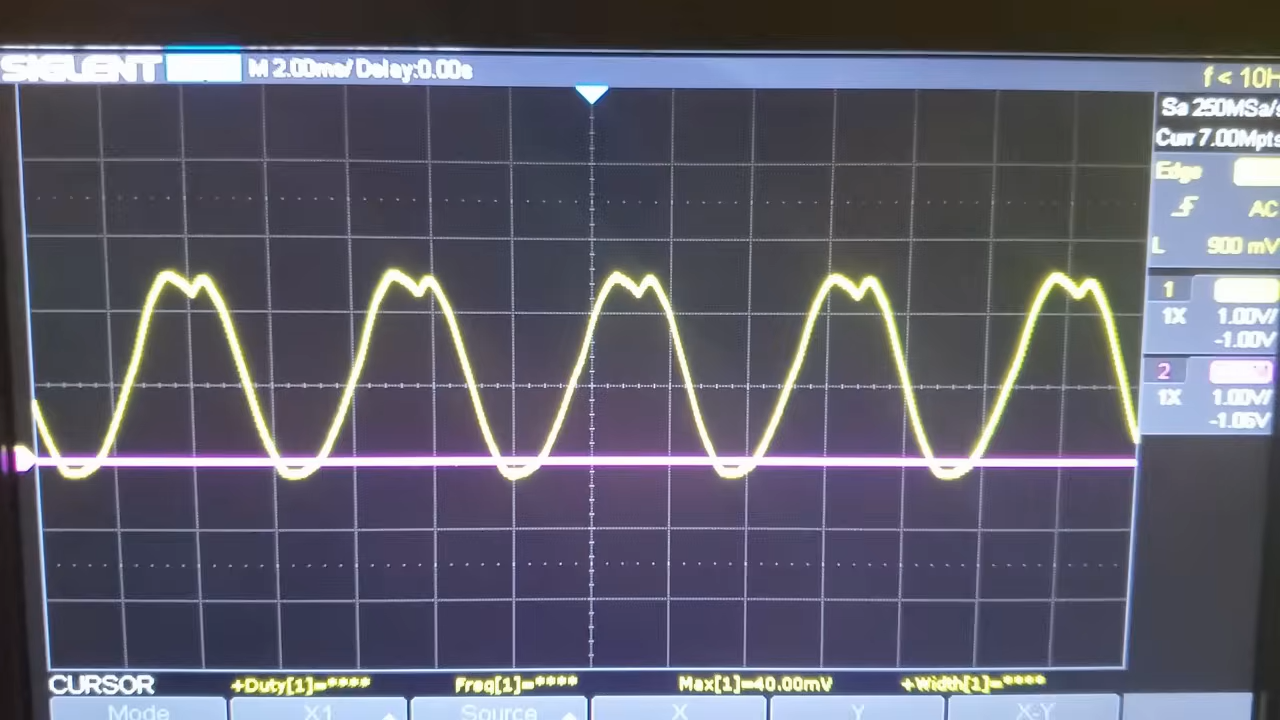 SIGLENT M 2.00ms/ Delay:0.00s f < 10H
Sa 250MSa/s
Curr 7.00Mpts
Edge
AC
L 900 mV
1
1X 1.00V/
-1.00V
2
1X 1.00V/
-1.06V
CURSOR +Duty[1]=**** Freq[1]=**** Max[1]=40.00mV +Width[1]=****
Mode X1 Source X Y X-Y